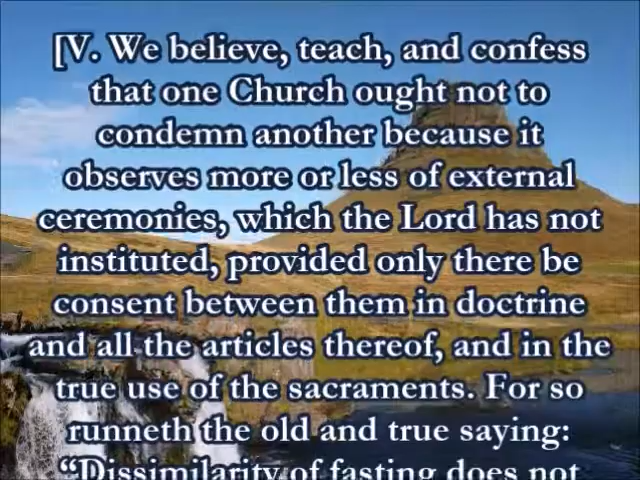 [V. We believe, teach, and confess
that one Church ought not to
condemn another because it
observes more or less of external
ceremonies, which the Lord has not
instituted, provided only there be
consent between them in doctrine
and all the articles thereof, and in the
true use of the sacraments. For so
runneth the old and true saying:
“Dissimilarity of fasting does not